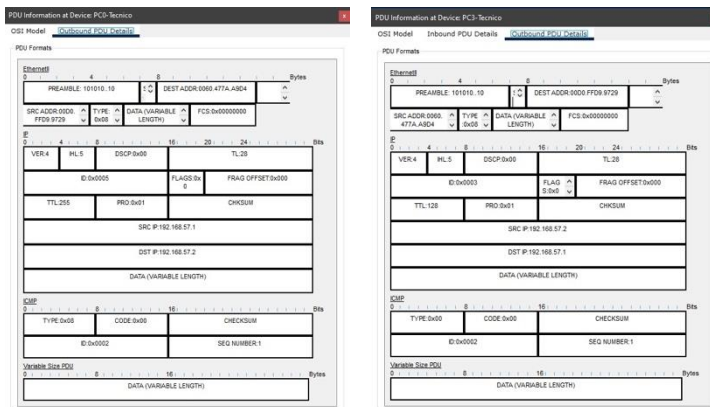 PDU Information at Device: PC0-Tecnico
OSI Model Outbound PDU Details
PDU Formats
EthernetII
0 4 8 Bytes
PREAMBLE: 101010..10 DEST ADDR:0060.477A.A9D4
SRC ADDR:00D0.FFD9.9729 TYPE:0x08 DATA (VARIABLE LENGTH) FCS:0x00000000
IP
0 4 8 16 20 24 Bits
VER:4 IHL:5 DSCP:0x00 TL:28
ID:0x0005 FLAGS:0x0 FRAG OFFSET:0x000
TTL:255 PRO:0x01 CHKSUM
SRC IP:192.168.57.1
DST IP:192.168.57.2
DATA (VARIABLE LENGTH)
ICMP
0 8 16 Bits
TYPE:0x08 CODE:0x00 CHECKSUM
ID:0x0002 SEQ NUMBER:1
Variable Size PDU
0 8 16 Bytes
DATA (VARIABLE LENGTH)
PDU Information at Device: PC3-Tecnico
OSI Model Inbound PDU Details Outbound PDU Details
PDU Formats
EthernetII
0 4 8 Bytes
PREAMBLE: 101010..10 DEST ADDR:00D0.FFD9.9729
SRC ADDR:0060.477A.A9D4 TYPE:0x08 DATA (VARIABLE LENGTH) FCS:0x00000000
IP
0 4 8 16 20 24 Bits
VER:4 IHL:5 DSCP:0x00 TL:28
ID:0x0003 FLAGS:0x0 FRAG OFFSET:0x000
TTL:128 PRO:0x01 CHKSUM
SRC IP:192.168.57.2
DST IP:192.168.57.1
DATA (VARIABLE LENGTH)
ICMP
0 8 16 Bits
TYPE:0x00 CODE:0x00 CHECKSUM
ID:0x0002 SEQ NUMBER:1
Variable Size PDU
0 8 16 Bytes
DATA (VARIABLE LENGTH)